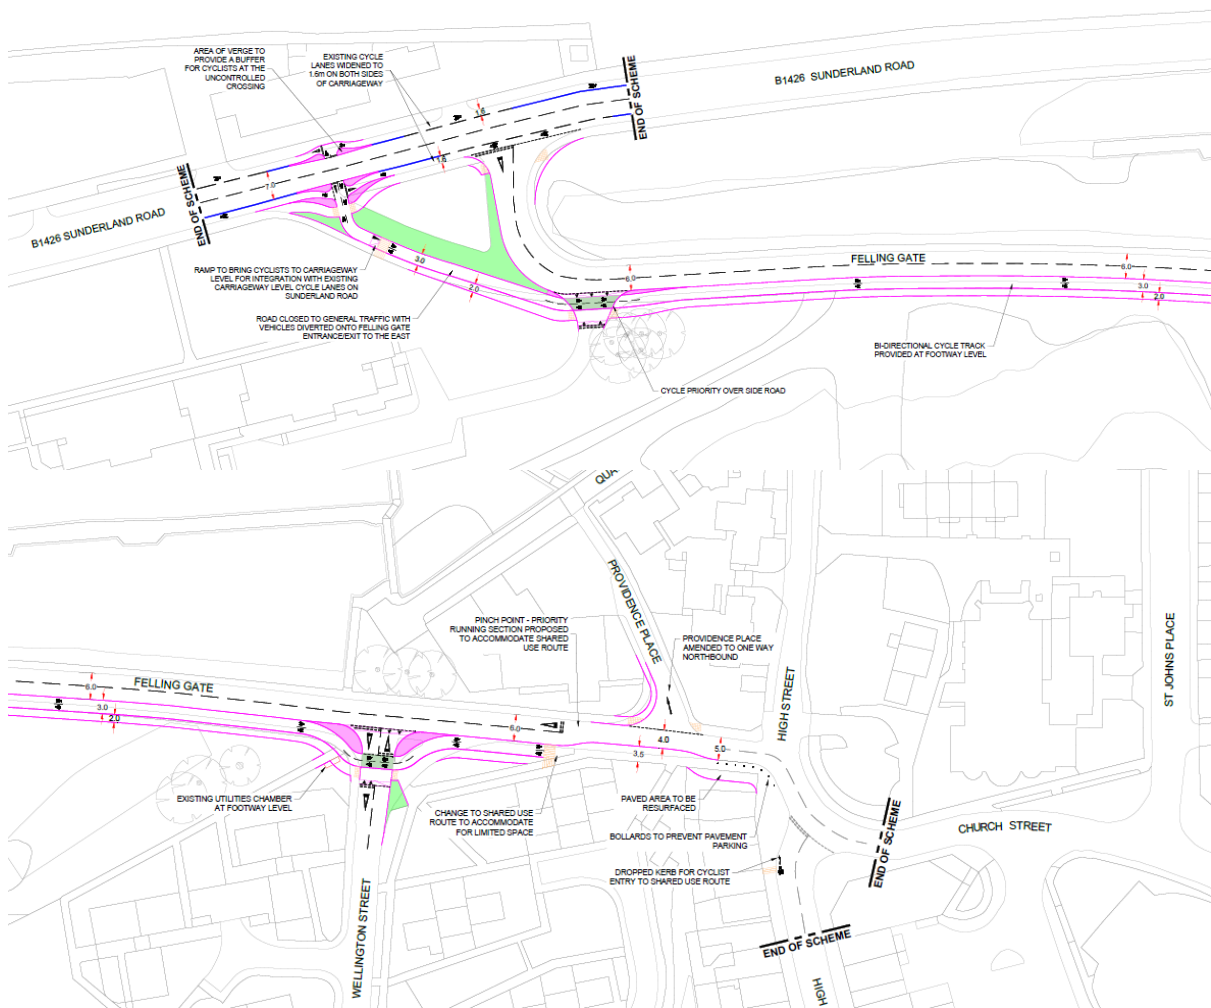 AREA OF VERGE TO
PROVIDE A BUFFER
FOR CYCLISTS AT THE
UNCONTROLLED
CROSSING
EXISTING CYCLE
LANES WIDENED TO
1.6m ON BOTH SIDES
OF CARRIAGEWAY
END OF SCHEME
B1426 SUNDERLAND ROAD
1.6
1.6
7.0
END OF SCHEME
B1426 SUNDERLAND ROAD
RAMP TO BRING CYCLISTS TO CARRIAGEWAY
LEVEL FOR INTEGRATION WITH EXISTING
CARRIAGEWAY LEVEL CYCLE LANES ON
SUNDERLAND ROAD
3.0
2.0
6.0
FELLING GATE
6.0
3.0
2.0
ROAD CLOSED TO GENERAL TRAFFIC WITH
VEHICLES DIVERTED ONTO FELLING GATE
ENTRANCE/EXIT TO THE EAST
BI-DIRECTIONAL CYCLE TRACK
PROVIDED AT FOOTWAY LEVEL
CYCLE PRIORITY OVER SIDE ROAD
QUA
PROVIDENCE PLACE
PINCH POINT - PRIORITY
RUNNING SECTION PROPOSED
TO ACCOMMODATE SHARED
USE ROUTE
PROVIDENCE PLACE
AMENDED TO ONE WAY
NORTHBOUND
HIGH STREET
ST JOHNS PLACE
FELLING GATE
6.0
3.0
2.0
6.0
4.0
3.5
5.0
EXISTING UTILITIES CHAMBER
AT FOOTWAY LEVEL
CHANGE TO SHARED USE
ROUTE TO ACCOMMODATE
FOR LIMITED SPACE
PAVED AREA TO BE
RESURFACED
BOLLARDS TO PREVENT PAVEMENT
PARKING
DROPPED KERB FOR CYCLIST
ENTRY TO SHARED USE ROUTE
END OF SCHEME
CHURCH STREET
WELLINGTON STREET
END OF SCHEME
HIGH